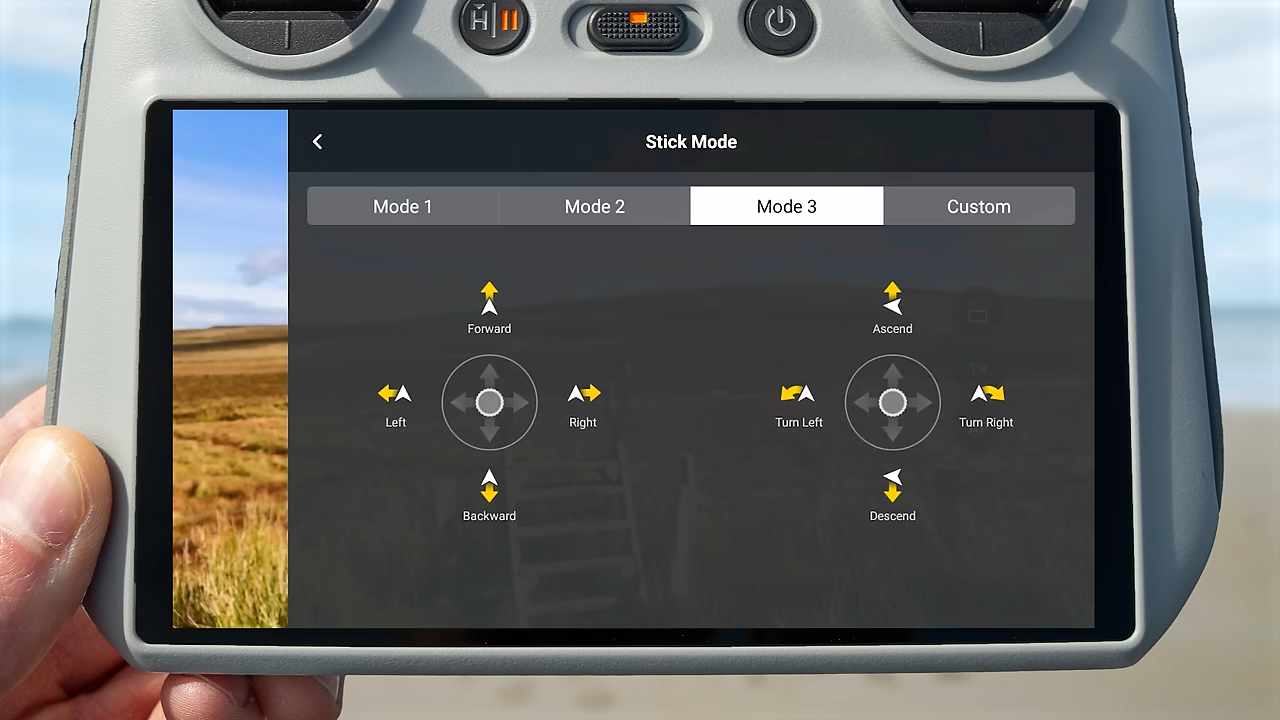 H
Stick Mode
Mode 1 Mode 2 Mode 3 Custom
Forward Ascend
Left Right Turn Left Turn Right
Backward Descend